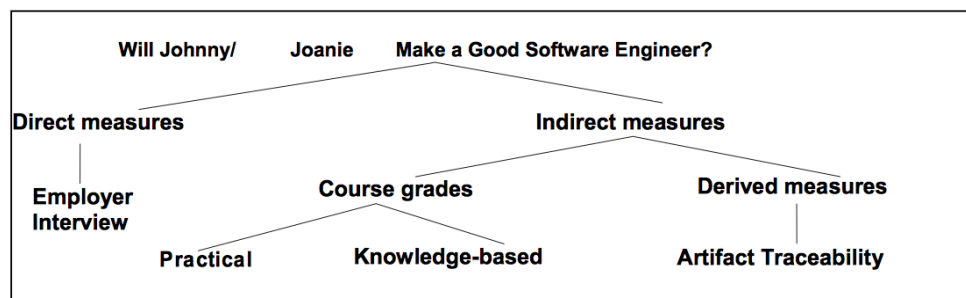 Will Johnny/ Joanie Make a Good Software Engineer?
Direct measures
Indirect measures
Employer
Interview
Course grades
Derived measures
Practical
Knowledge-based
Artifact Traceability